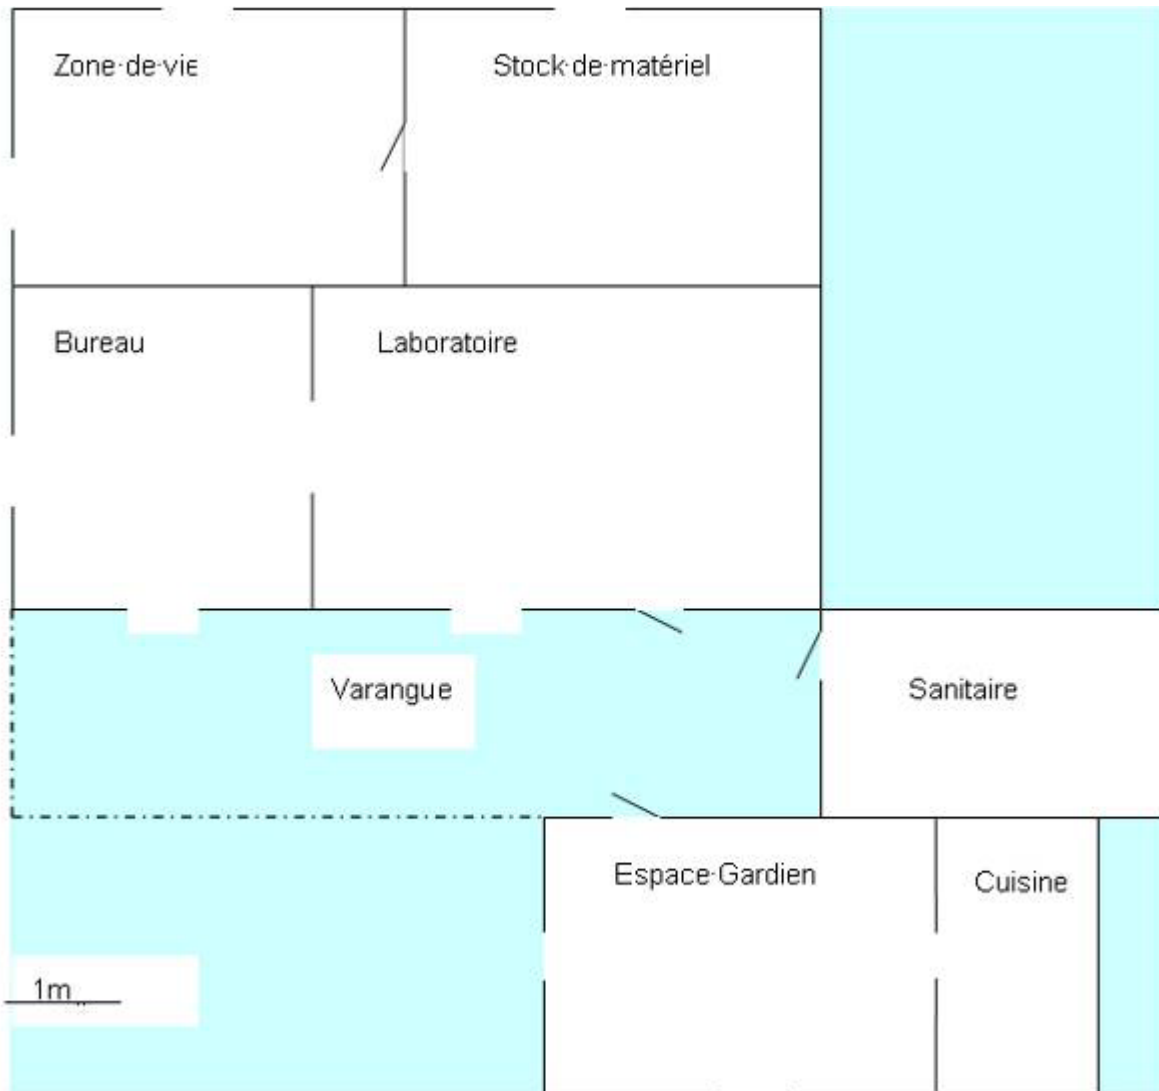 Zone·de·vie
Stock·de·matériel
Bureau
Laboratoire
Varangue
Sanitaire
Espace·Gardien
Cuisine
1m